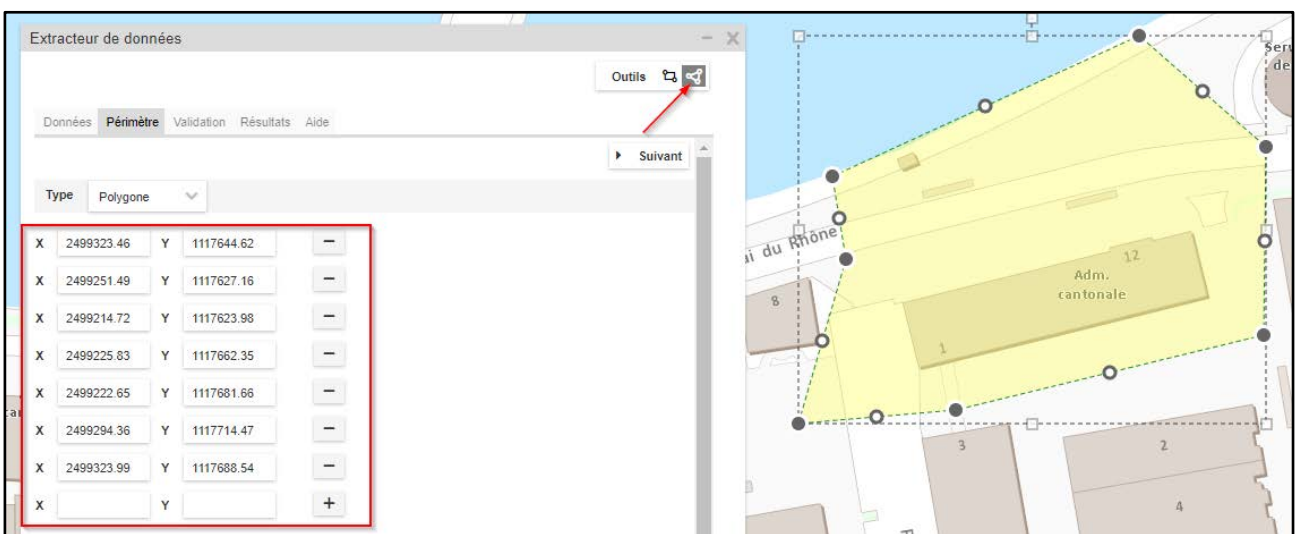 Extracteur de données
Outils
Données Périmètre Validation Résultats Aide
Suivant
Type Polygone
X 2499323.46 Y 1117644.62 −
X 2499251.49 Y 1117627.16 −
X 2499214.72 Y 1117623.98 −
X 2499225.83 Y 1117662.35 −
X 2499222.65 Y 1117681.66 −
X 2499294.36 Y 1117714.47 −
X 2499323.99 Y 1117688.54 −
X Y +
de
du Rhône
12
Adm.
cantonale
8
1
3
2
4